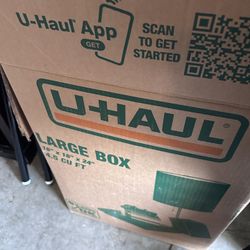 U-Haul App
GET
SCAN
TO GET
STARTED
U-HAUL
LARGE BOX
18" x 18" x 24"
4.5 CU FT